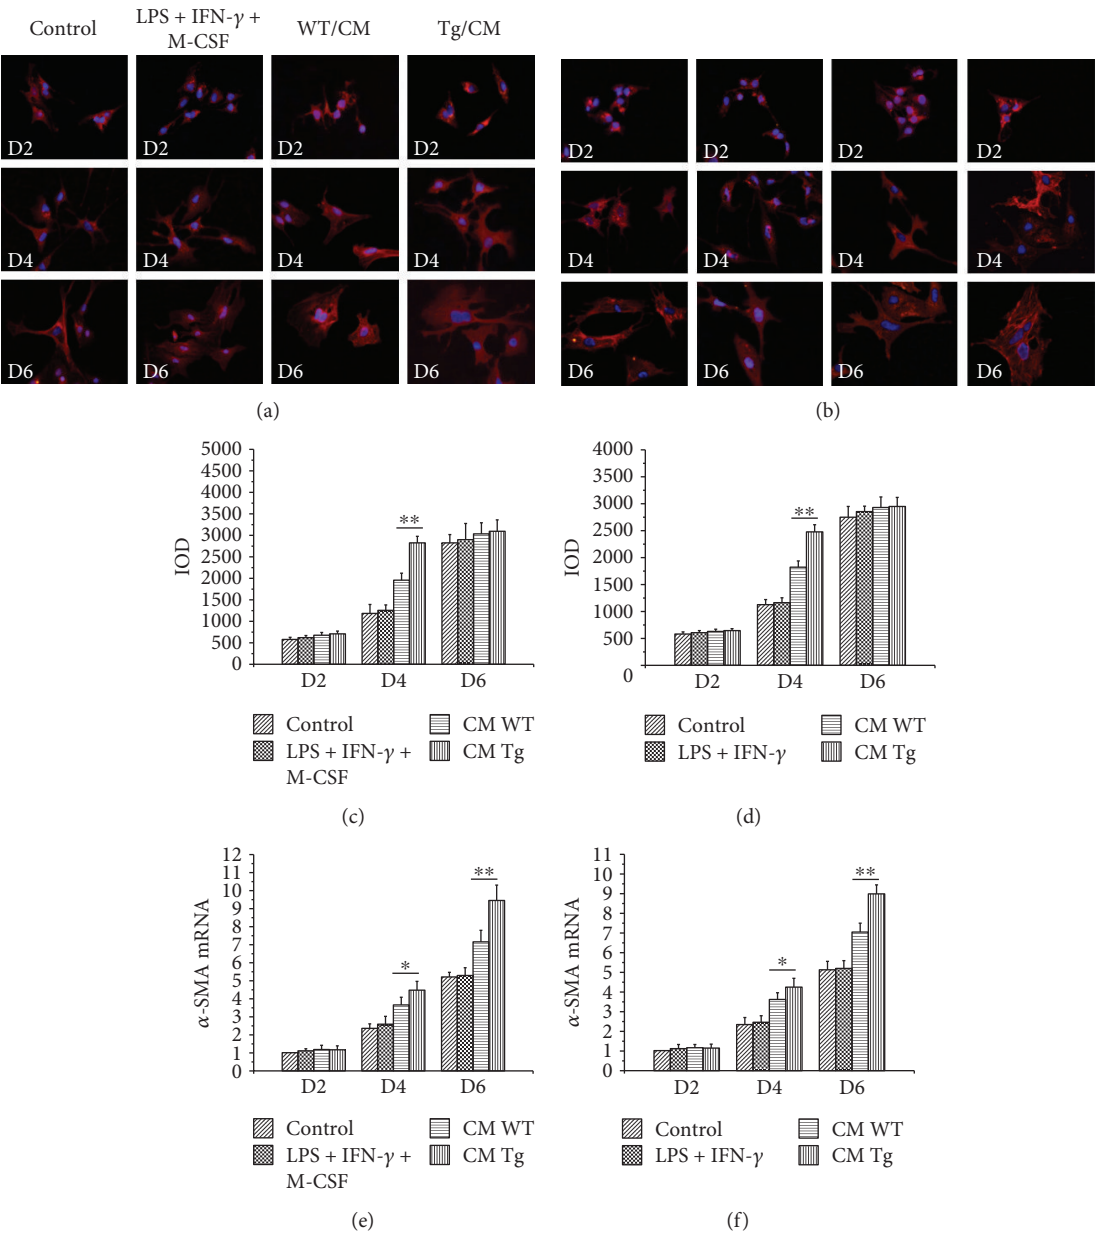 Control
LPS + IFN-γ +
M-CSF
WT/CM
Tg/CM
D2 D2 D2 D2
D4 D4 D4 D4
D6 D6 D6 D6
(a)
D2 D2 D2 D2
D4 D4 D4 D4
D6 D6 D6 D6
(b)
5000
4500
4000
3500
3000
2500
2000
1500
1000
500
0
IOD
**
D2 D4 D6
Control
LPS + IFN-γ +
M-CSF
CM WT
CM Tg
(c)
4000
3500
3000
2500
2000
1500
1000
500
0
IOD
**
D2 D4 D6
Control
LPS + IFN-γ
CM WT
CM Tg
(d)
12
11
10
9
8
7
6
5
4
3
2
1
0
α-SMA mRNA
*
**
D2 D4 D6
Control
LPS + IFN-γ +
M-CSF
CM WT
CM Tg
(e)
11
10
9
8
7
6
5
4
3
2
1
0
α-SMA mRNA
*
**
D2 D4 D6
Control
LPS + IFN-γ
CM WT
CM Tg
(f)